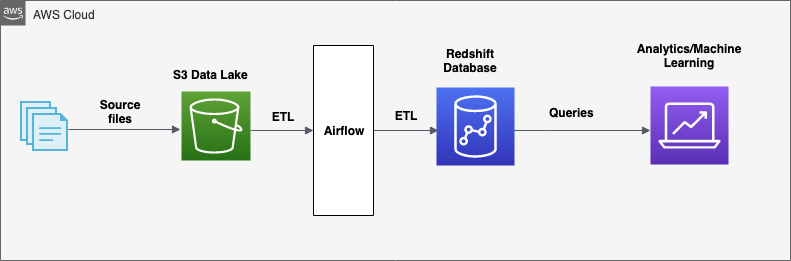 aws
AWS Cloud
S3 Data Lake
Source
files
ETL
Airflow
ETL
Redshift
Database
Queries
Analytics/Machine
Learning